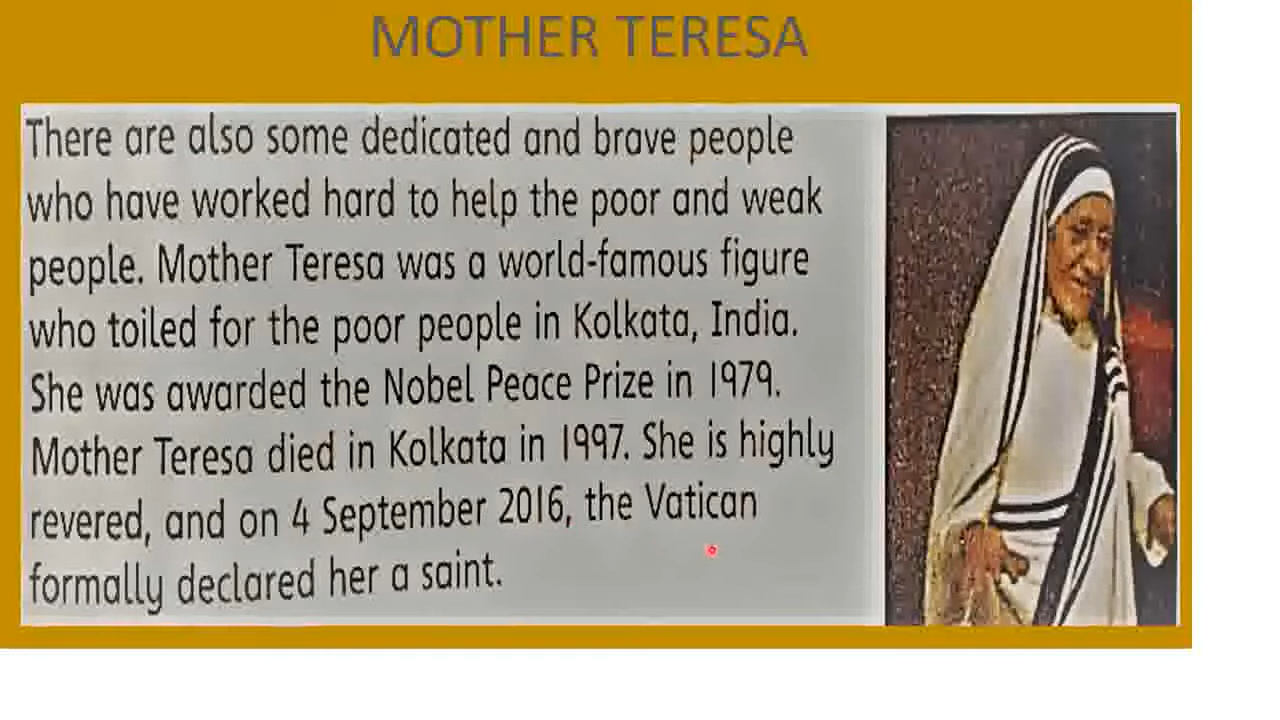 MOTHER TERESA
There are also some dedicated and brave people
who have worked hard to help the poor and weak
people. Mother Teresa was a world-famous figure
who toiled for the poor people in Kolkata, India.
She was awarded the Nobel Peace Prize in 1979.
Mother Teresa died in Kolkata in 1997. She is highly
revered, and on 4 September 2016, the Vatican
formally declared her a saint.